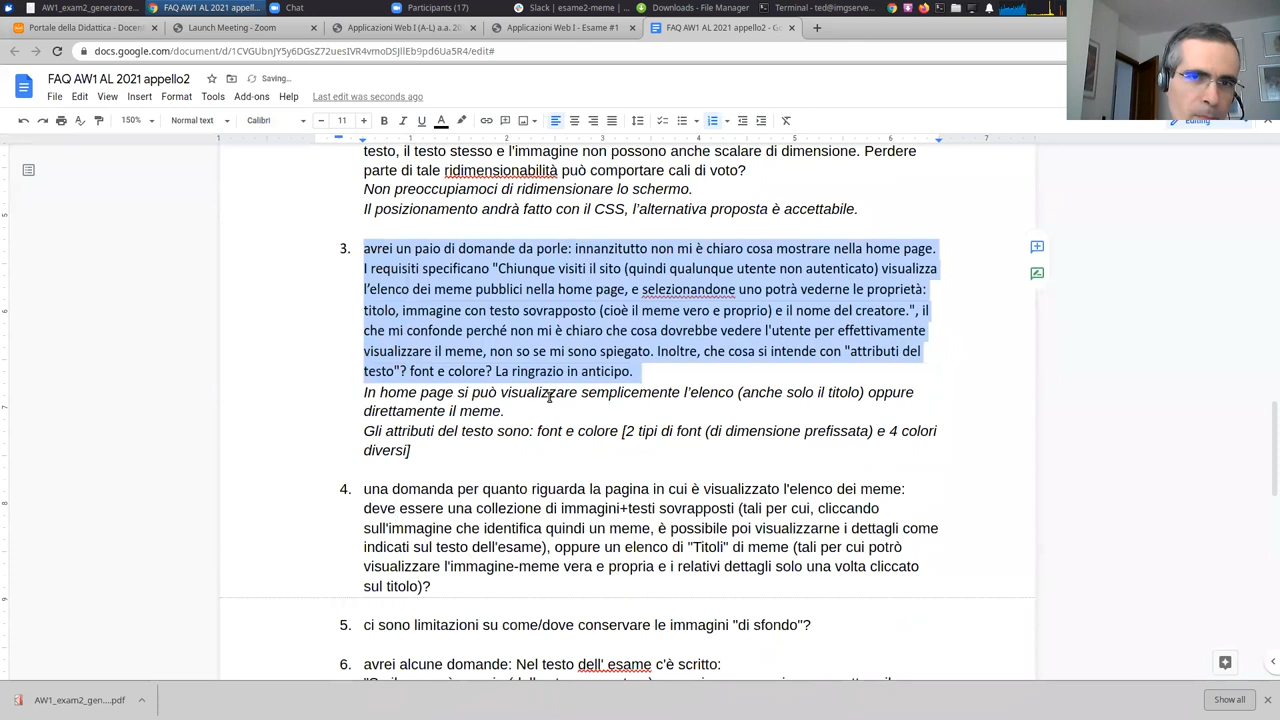 AW1_exam2_generatore...
FAQ AW1 AL 2021 appell...
Chat
Participants (17)
Slack | esame2-meme | ...
Downloads - File Manager
Terminal - ted@imgserve...
Portale della Didattica - Doce
Launch Meeting - Zoom
Applicazioni Web I (A-L) a.a. 20
Applicazioni Web I - Esame #1
FAQ AW1 AL 2021 appello2 - Go
docs.google.com/document/d/1CVGUbnJY5y6DGsZ72uesIVR4vmoDSJlEb9pd6Ua5R4/edit#
FAQ AW1 AL 2021 appello2
Saving...
File Edit View Insert Format Tools Add-ons Help Last edit was seconds ago
150% Normal text Calibri 11 Editing
testo, il testo stesso e l'immagine non possono anche scalare di dimensione. Perdere
parte di tale ridimensionabilità può comportare cali di voto?
Non preoccupiamoci di ridimensionare lo schermo.
Il posizionamento andrà fatto con il CSS, l'alternativa proposta è accettabile.
3. avrei un paio di domande da porle: innanzitutto non mi è chiaro cosa mostrare nella home page.
I requisiti specificano "Chiunque visiti il sito (quindi qualunque utente non autenticato) visualizza
l'elenco dei meme pubblici nella home page, e selezionandone uno potrà vederne le proprietà:
titolo, immagine con testo sovrapposto (cioè il meme vero e proprio) e il nome del creatore.", il
che mi confonde perché non mi è chiaro che cosa dovrebbe vedere l'utente per effettivamente
visualizzare il meme, non so se mi sono spiegato. Inoltre, che cosa si intende con "attributi del
testo"? font e colore? La ringrazio in anticipo.
In home page si può visualizzare semplicemente l'elenco (anche solo il titolo) oppure
direttamente il meme.
Gli attributi del testo sono: font e colore [2 tipi di font (di dimensione prefissata) e 4 colori
diversi]
4. una domanda per quanto riguarda la pagina in cui è visualizzato l'elenco dei meme:
deve essere una collezione di immagini+testi sovrapposti (tali per cui, cliccando
sull'immagine che identifica quindi un meme, è possibile poi visualizzarne i dettagli come
indicati sul testo dell'esame), oppure un elenco di "Titoli" di meme (tali per cui potrò
visualizzare l'immagine-meme vera e propria e i relativi dettagli solo una volta cliccato
sul titolo)?
5. ci sono limitazioni su come/dove conservare le immagini "di sfondo"?
6. avrei alcune domande: Nel testo dell' esame c'è scritto:
AW1_exam2_gen....pdf
Show all